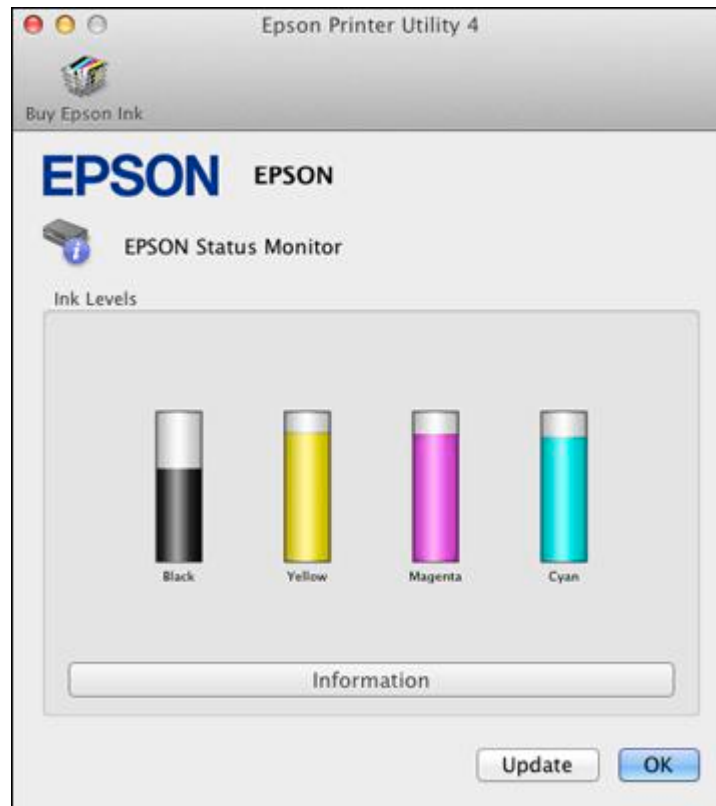 Epson Printer Utility 4
Buy Epson Ink
EPSON EPSON
EPSON Status Monitor
Ink Levels
Black Yellow Magenta Cyan
Information
Update OK